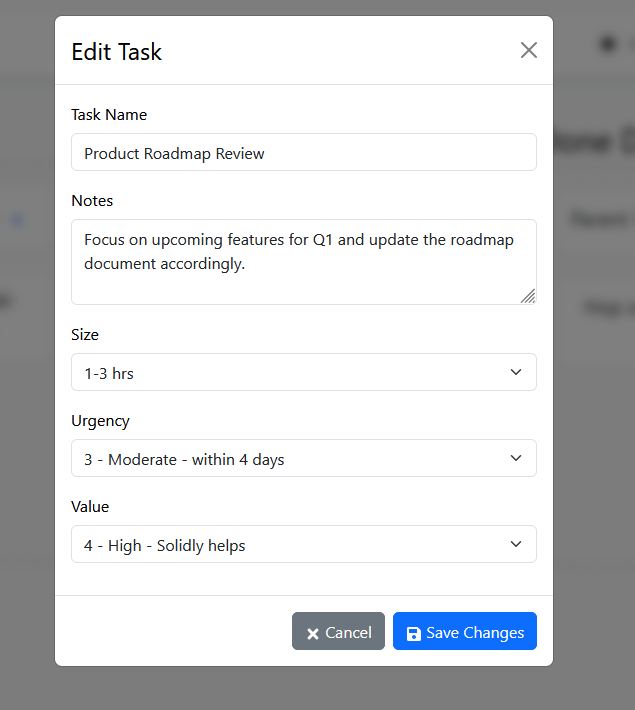 Edit Task
Task Name
Product Roadmap Review
Notes
Focus on upcoming features for Q1 and update the roadmap
document accordingly.
Size
1-3 hrs
Urgency
3 - Moderate - within 4 days
Value
4 - High - Solidly helps
Cancel
Save Changes